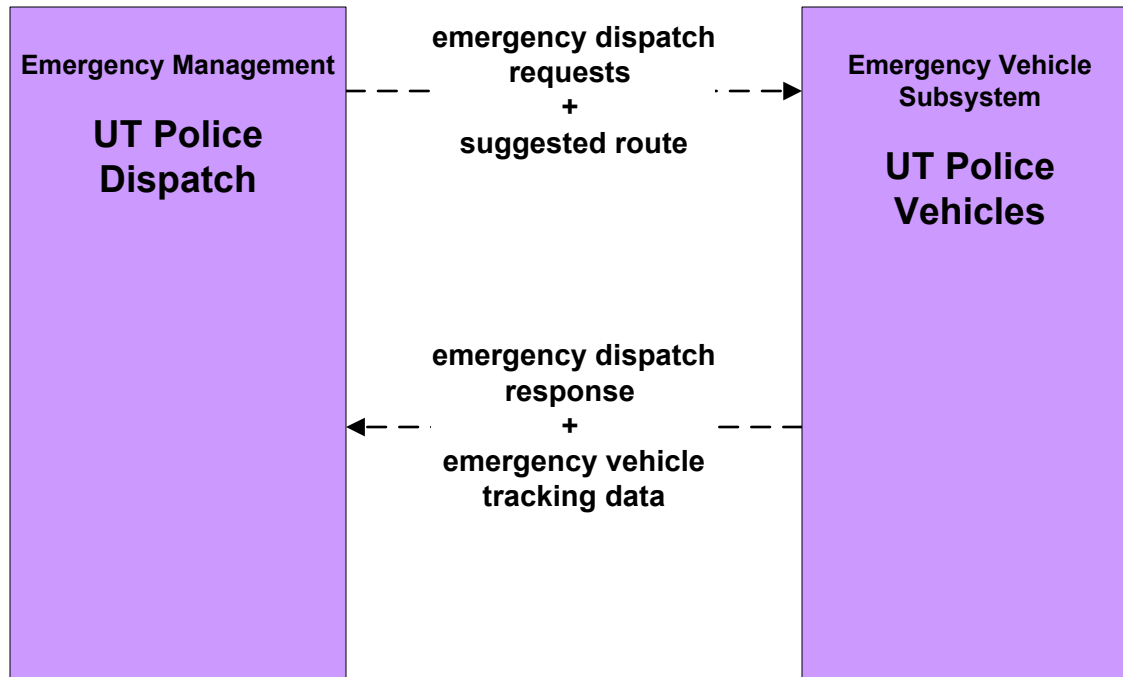 Emergency Management
UT Police
Dispatch
emergency dispatch
requests
+
suggested route
Emergency Vehicle
Subsystem
UT Police
Vehicles
emergency dispatch
response
+
emergency vehicle
tracking data